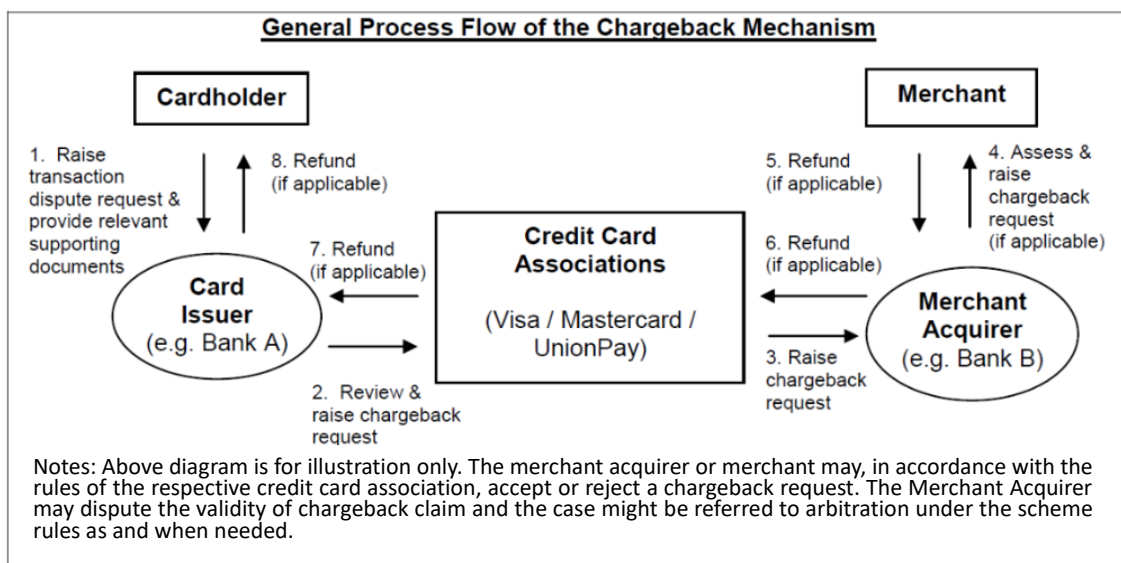 General Process Flow of the Chargeback Mechanism
Cardholder
Merchant
1. Raise
transaction
dispute request &
provide relevant
supporting
documents
8. Refund
(if applicable)
5. Refund
(if applicable)
4. Assess &
raise
chargeback
request
(if applicable)
Credit Card
Associations
(Visa / Mastercard /
UnionPay)
7. Refund
(if applicable)
6. Refund
(if applicable)
Card
Issuer
(e.g. Bank A)
Merchant
Acquirer
(e.g. Bank B)
2. Review &
raise chargeback
request
3. Raise
chargeback
request
Notes: Above diagram is for illustration only. The merchant acquirer or merchant may, in accordance with the
rules of the respective credit card association, accept or reject a chargeback request. The Merchant Acquirer
may dispute the validity of chargeback claim and the case might be referred to arbitration under the scheme
rules as and when needed.